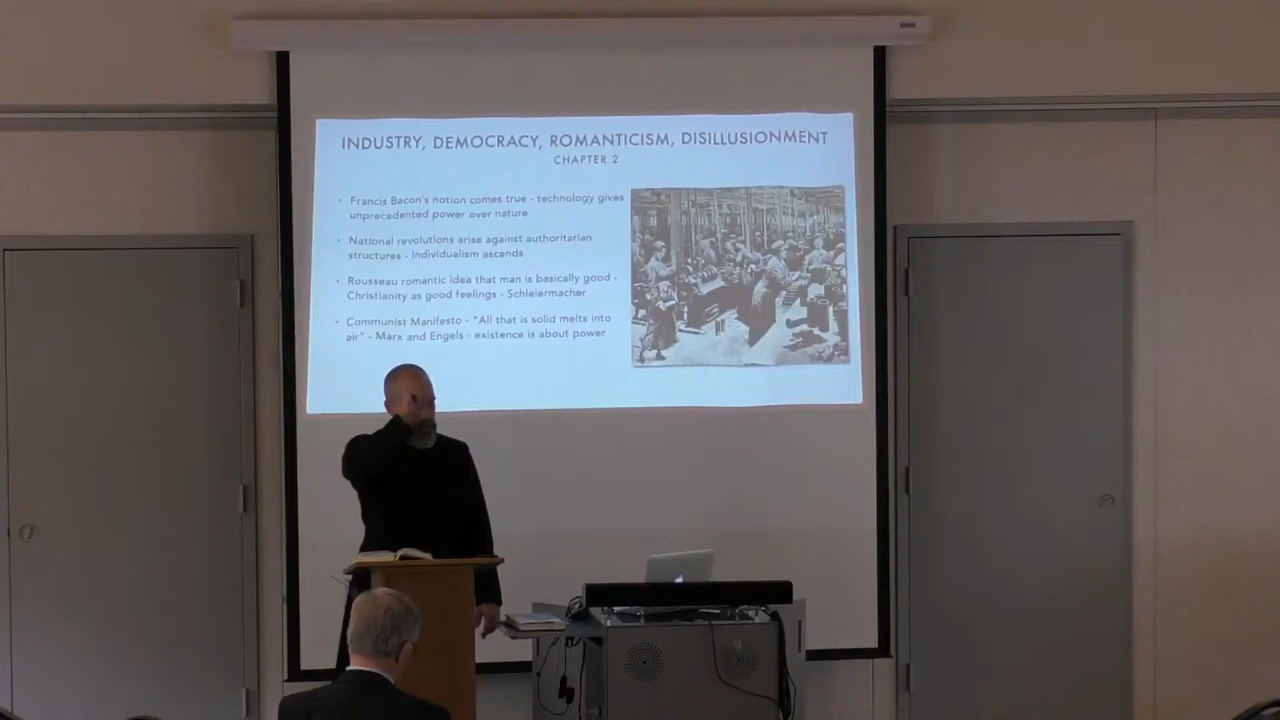 INDUSTRY, DEMOCRACY, ROMANTICISM, DISILLUSIONMENT
CHAPTER 2
• Francis Bacon's notion comes true - technology gives
unprecedented power over nature
• National revolutions arise against authoritarian
structures - Individualism ascends
• Rousseau romantic idea that man is basically good -
Christianity as good feelings - Schleiermacher
• Communist Manifesto - "All that is solid melts into
air" - Marx and Engels - existence is about power